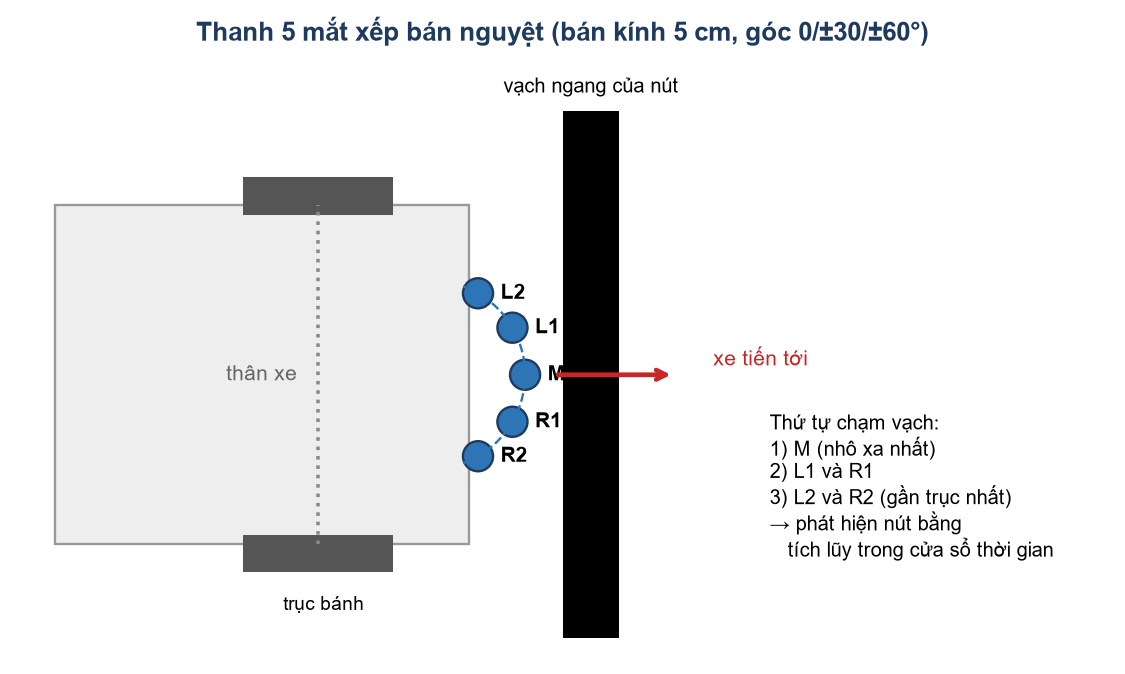 Thanh 5 mắt xếp bán nguyệt (bán kính 5 cm, góc 0/±30/±60°)
vạch ngang của nút
L2
L1
xe tiến tới
thân xe
M
R1
R2
Thứ tự chạm vạch:
1) M (nhô xa nhất)
2) L1 và R1
3) L2 và R2 (gần trục nhất)
→ phát hiện nút bằng
tích lũy trong cửa sổ thời gian
trục bánh